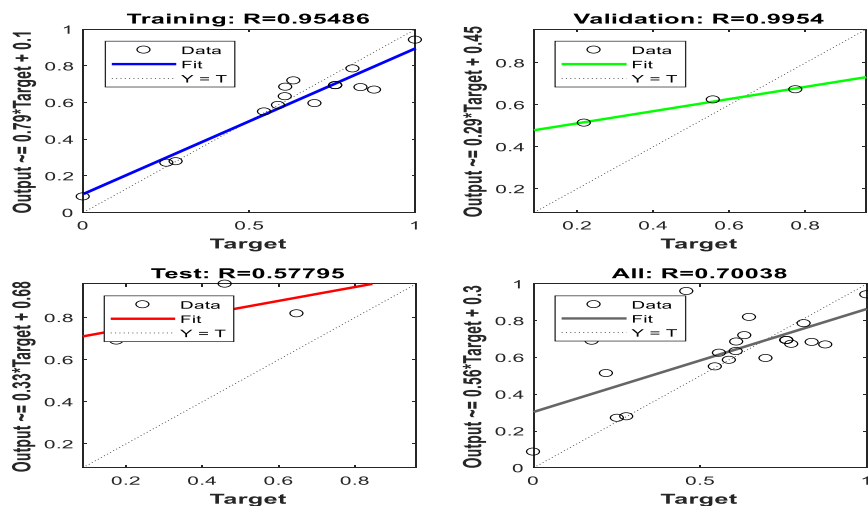 Training: R=0.95486
Output ~= 0.79*Target + 0.1
1
0.8
0.6
0.4
0.2
0
Data
Fit
Y = T
0
0.5
1
Target
Validation: R=0.9954
Output ~= 0.29*Target + 0.45
0.8
0.6
0.4
0.2
Data
Fit
Y = T
0.2
0.4
0.6
0.8
Target
Test: R=0.57795
Output ~= 0.33*Target + 0.68
0.8
0.6
0.4
0.2
Data
Fit
Y = T
0.2
0.4
0.6
0.8
Target
All: R=0.70038
Output ~= 0.56*Target + 0.3
1
0.8
0.6
0.4
0.2
0
Data
Fit
Y = T
0
0.5
1
Target